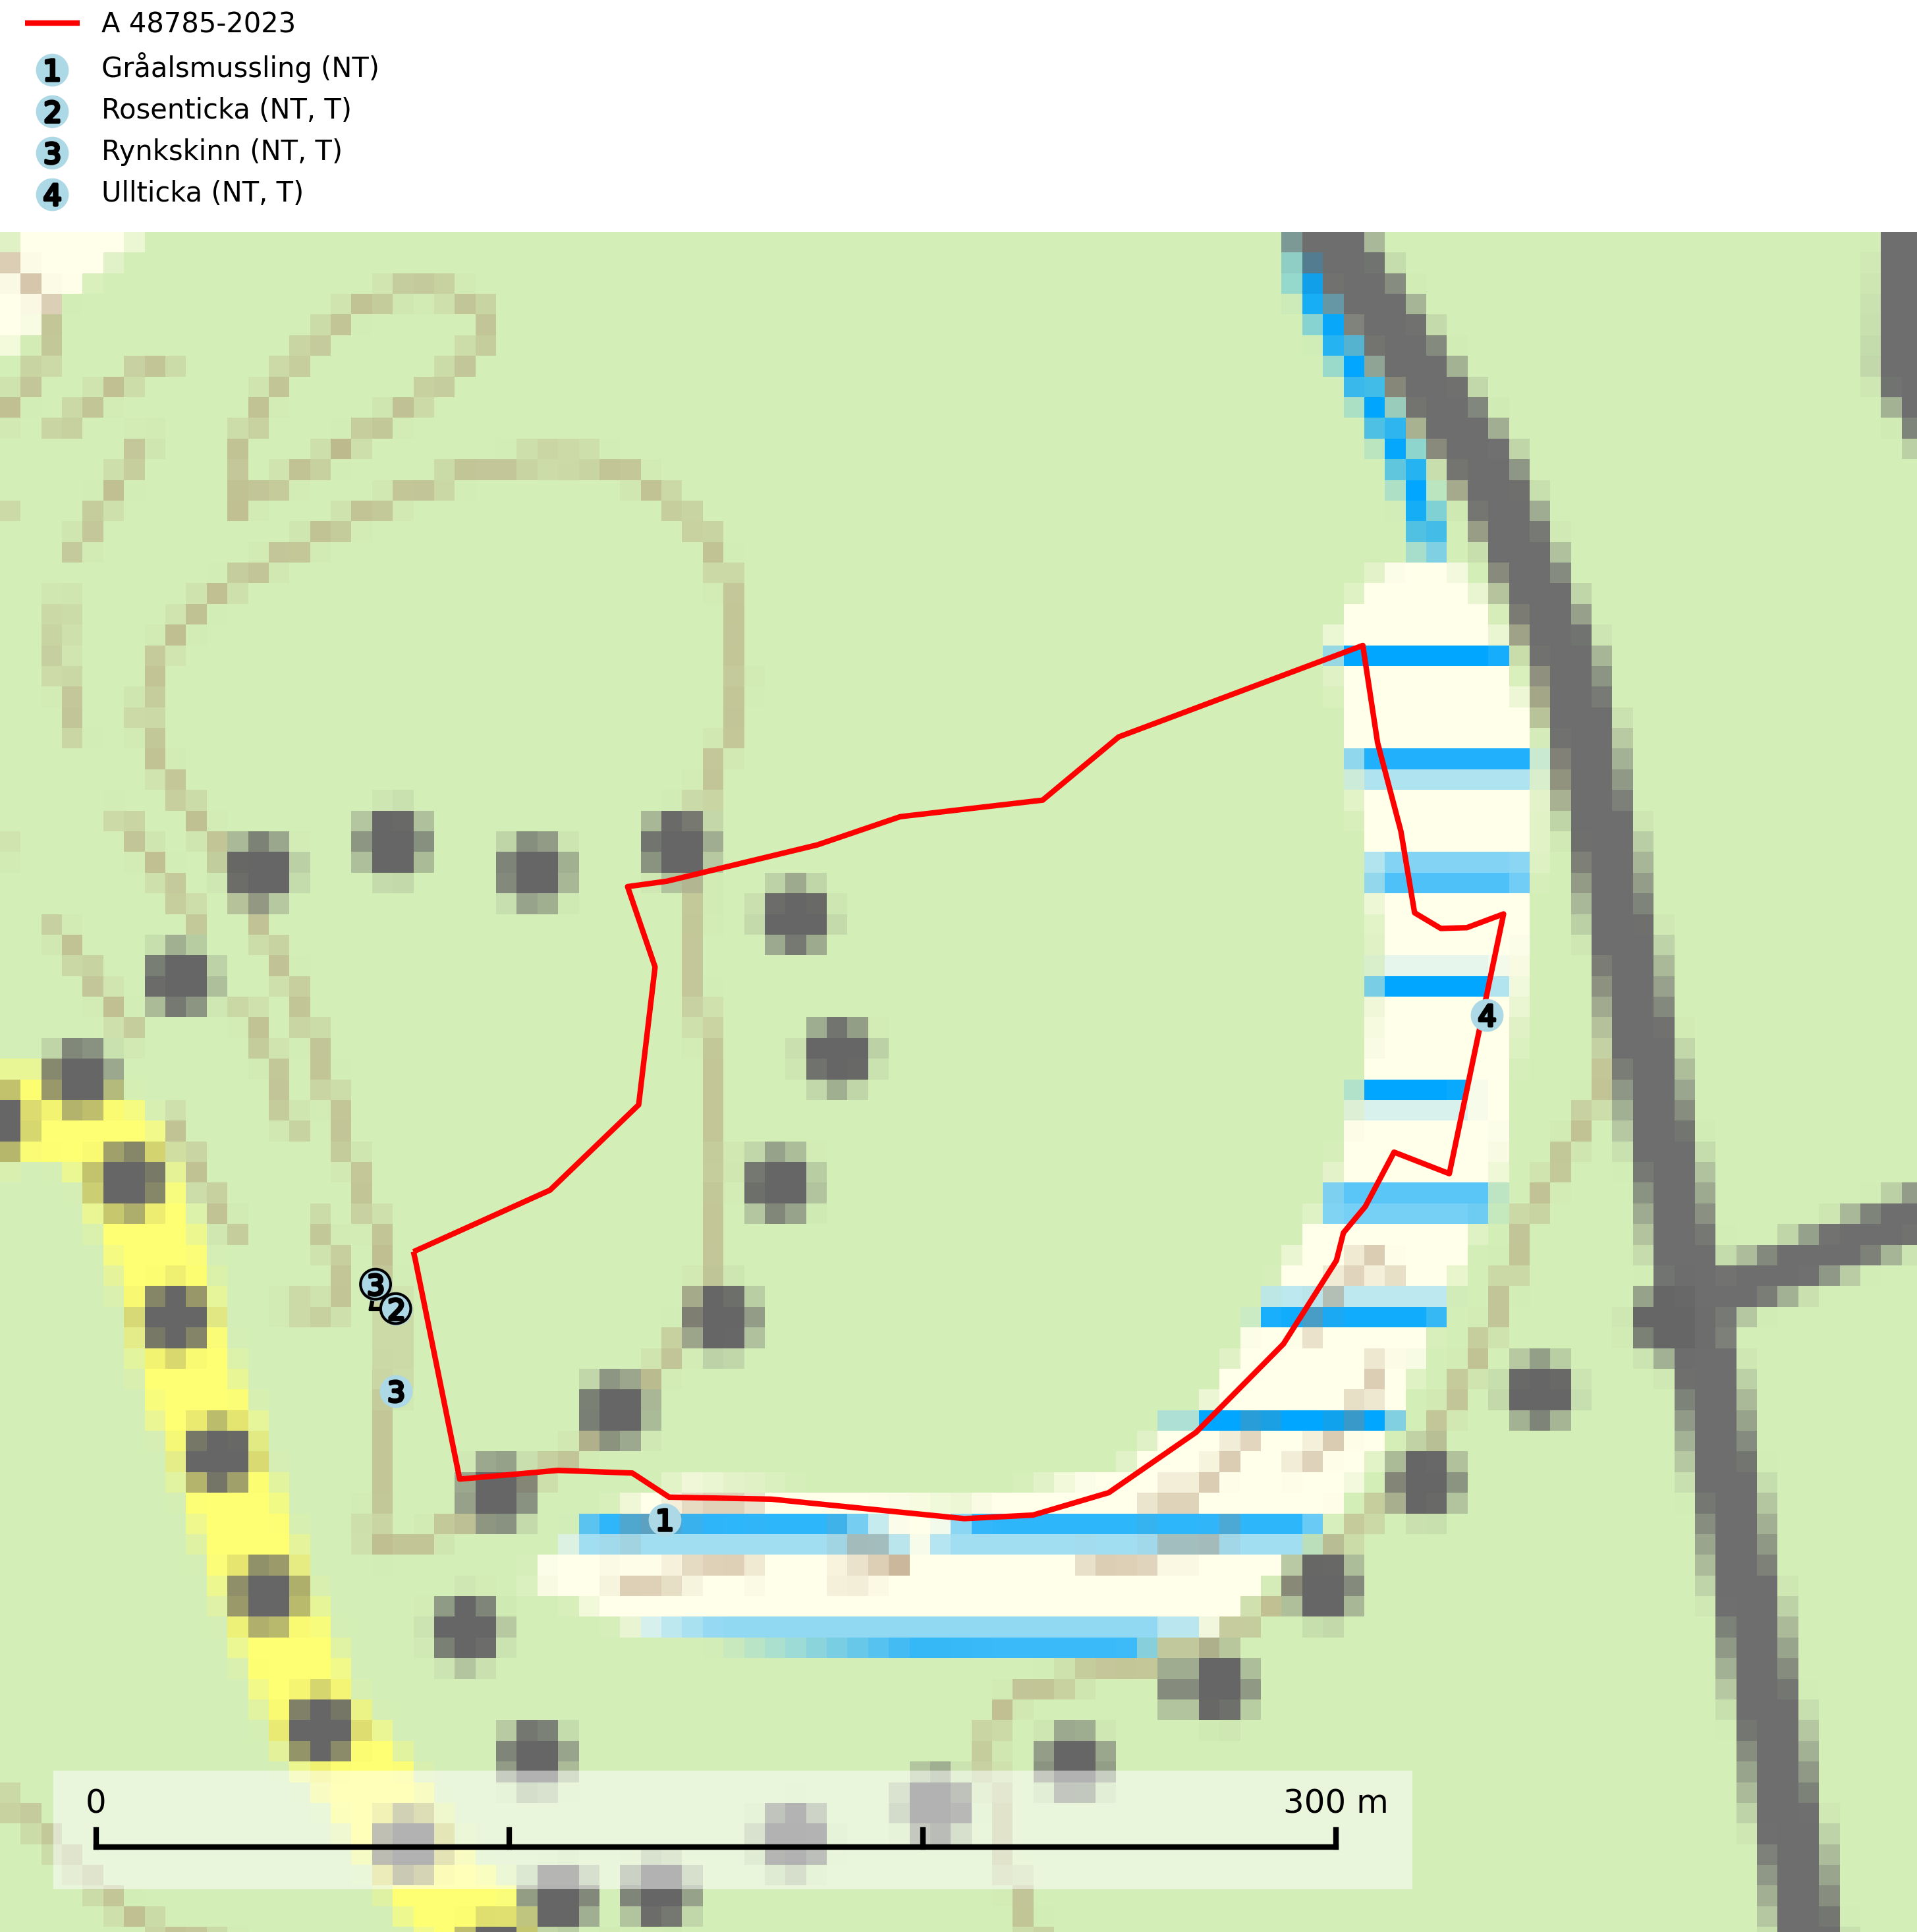 A 48785-2023
1 Gråalsmussling (NT)
2 Rosenticka (NT, T)
3 Rynkskinn (NT, T)
4 Ullticka (NT, T)
4
3
2
3
1
0 300 m